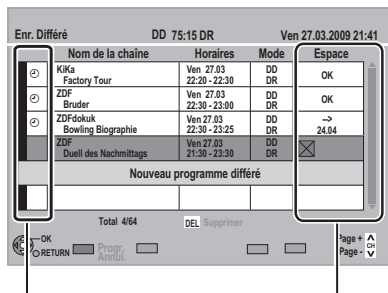 Enr. Différé DD 75:15 DR Ven 27.03.2009 21:41
Nom de la chaîne Horaires Mode Espace
KiKa Ven 27.03 DD
Factory Tour 22:20 - 22:30 DR OK
ZDF Ven 27.03 DD
Bruder 22:30 - 23:00 DR OK
ZDFdokuk Ven 27.03 DD -->
Bowling Biographie 22:30 - 23:25 DR 24.04
ZDF Ven 27.03 DD
Duell des Nachmittags 21:30 - 23:30 DR
Nouveau programme différé
Total 4/64 DEL Supprimer
OK Page +
RETURN Progr. CH
Annul. Page -